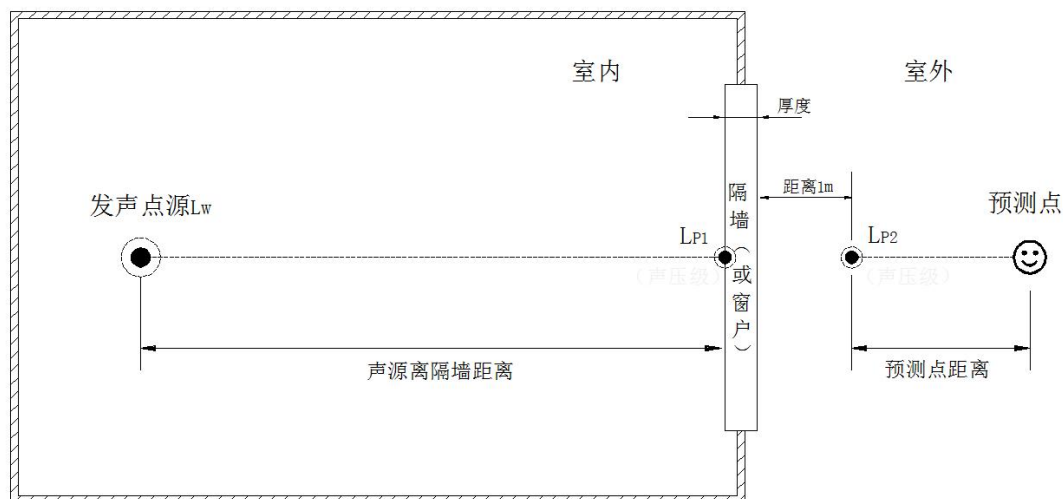 室内
室外
厚度
距离1m
发声点源Lw
LP1
(声压级)
隔墙(或窗户)
LP2
(声压级)
预测点
声源离隔墙距离
预测点距离